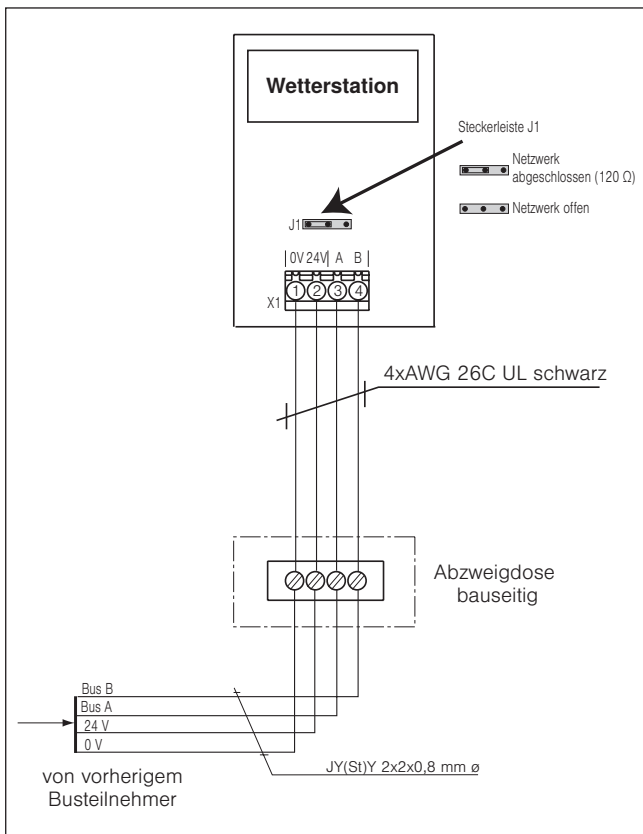 Wetterstation
Steckerleiste J1
Netzwerk
abgeschlossen (120 Ω)
Netzwerk offen
J1
0V 24V A B
1 2 3 4
X1
4xAWG 26C UL schwarz
Abzweigdose
bauseitig
Bus B
Bus A
24 V
0 V
JY(St)Y 2x2x0,8 mm ø
von vorherigem
Busteilnehmer